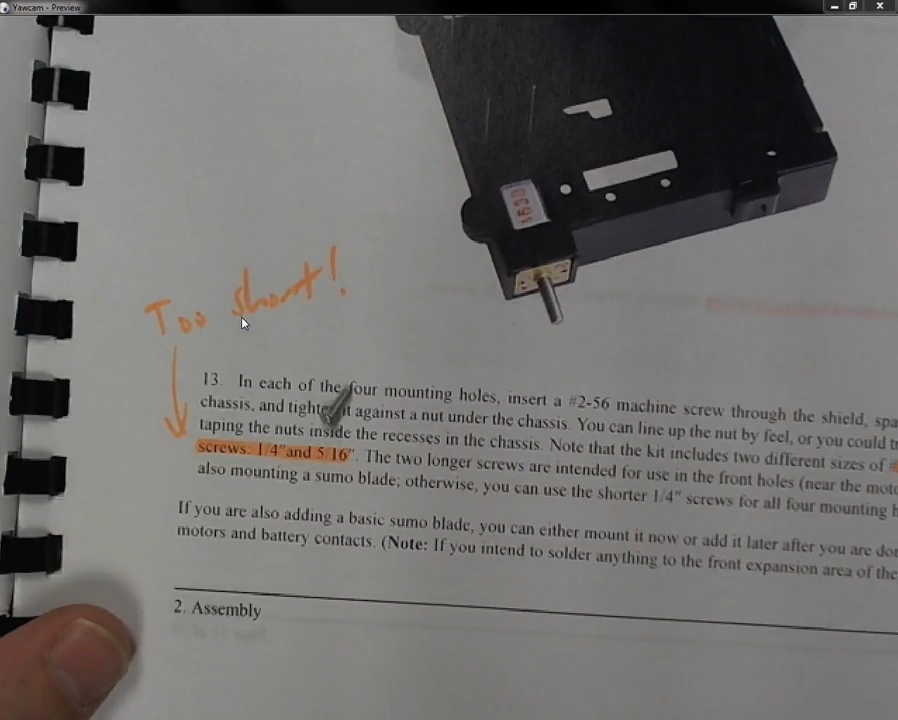 Yawcam - Preview
1690
Too short!
13. In each of the four mounting holes, insert a #2-56 machine screw through the shield, spa
chassis, and tighten it against a nut under the chassis. You can line up the nut by feel, or you could t
taping the nuts inside the recesses in the chassis. Note that the kit includes two different sizes of #
screws: 1/4″and 5/16″. The two longer screws are intended for use in the front holes (near the moto
also mounting a sumo blade; otherwise, you can use the shorter 1/4″ screws for all four mounting h
If you are also adding a basic sumo blade, you can either mount it now or add it later after you are do
motors and battery contacts. (Note: If you intend to solder anything to the front expansion area of the
2. Assembly